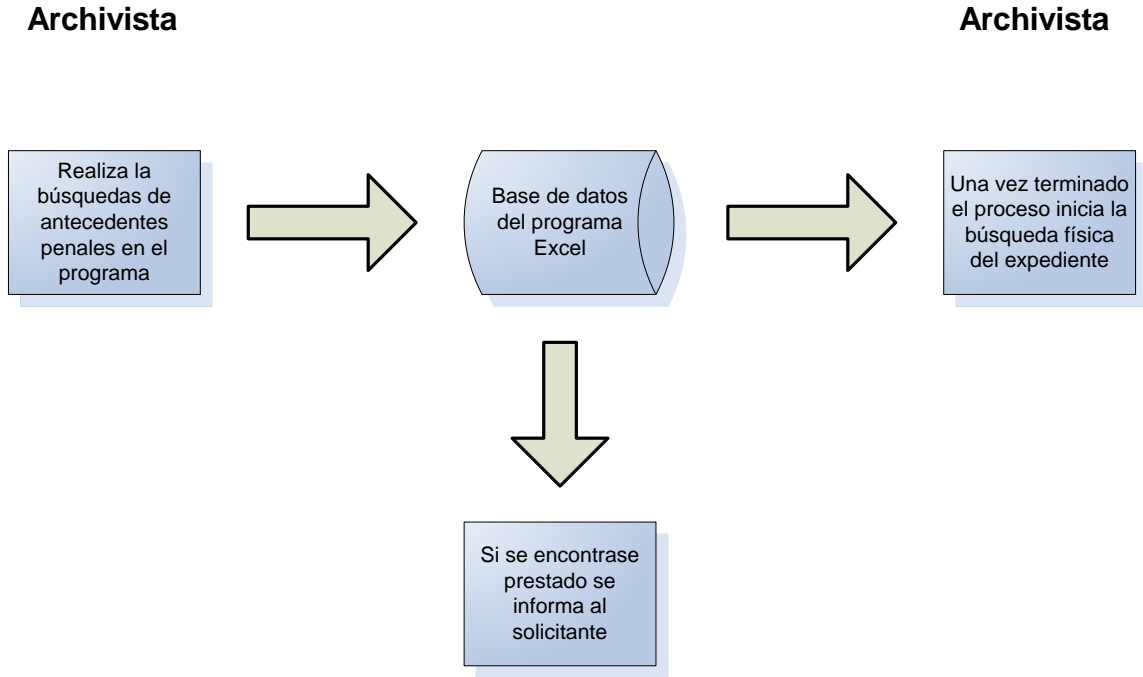 Archivista
Archivista
Realiza la
búsquedas de
antecedentes
penales en el
programa
Base de datos
del programa
Excel
Una vez terminado
el proceso inicia la
búsqueda física
del expediente
Si se encontrase
prestado se
informa al
solicitante